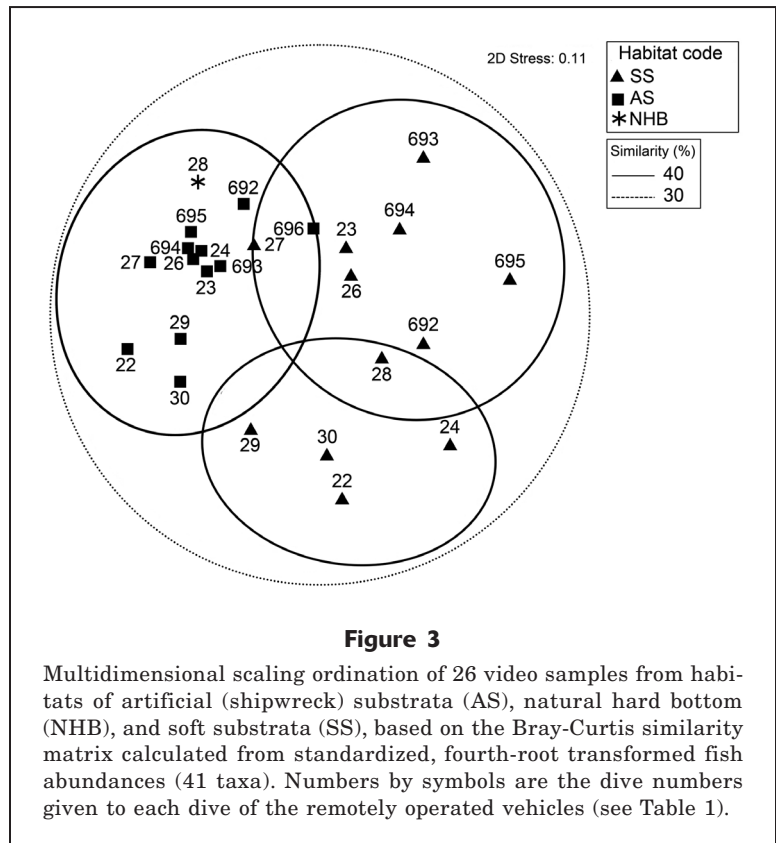 2D Stress: 0.11
Habitat code
▲ SS
■ AS
* NHB
Similarity (%)
40
30
693
28
692
695
694
696
23
694
24
27
695
27
26
693
26
23
29
692
22
28
30
24
29
30
22
Figure 3
Multidimensional scaling ordination of 26 video samples from habi-
tats of artificial (shipwreck) substrata (AS), natural hard bottom
(NHB), and soft substrata (SS), based on the Bray-Curtis similarity
matrix calculated from standardized, fourth-root transformed fish
abundances (41 taxa). Numbers by symbols are the dive numbers
given to each dive of the remotely operated vehicles (see Table 1).